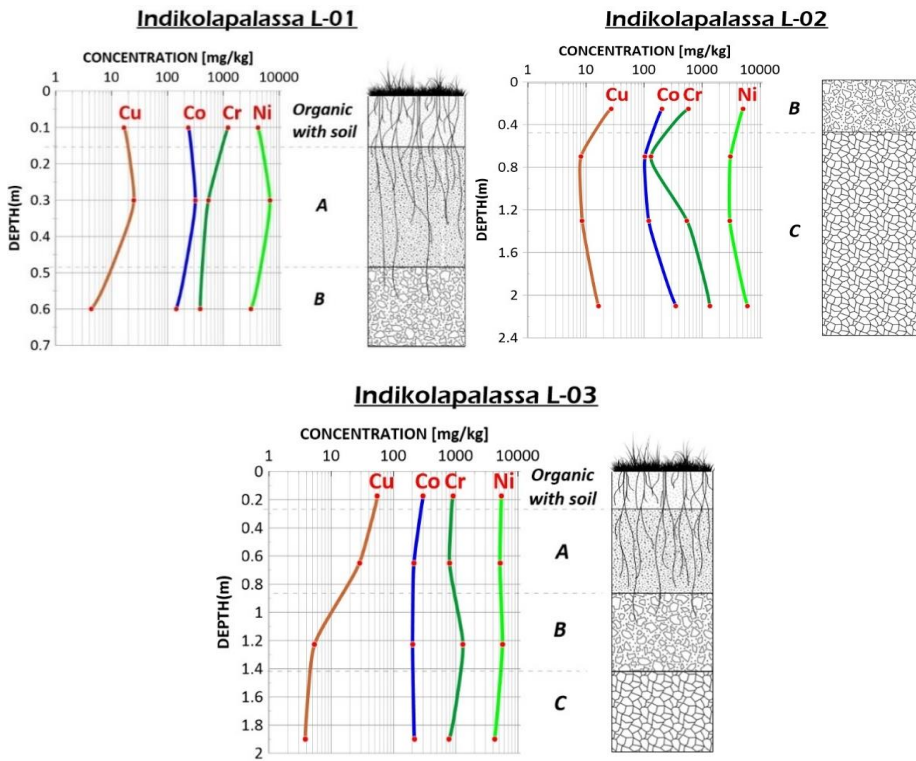 Indikolapalassa L-01
CONCENTRATION [mg/kg]
1 10 100 1000 10000
0
0.1
0.2
0.3
0.4
0.5
0.6
0.7
DEPTH(m)
Cu Co Cr Ni
Organic
with soil
A
B
Indikolapalassa L-02
CONCENTRATION [mg/kg]
1 10 100 1000 10000
0
0.4
0.8
1.2
1.6
2
2.4
DEPTH(m)
Cu Co Cr Ni
B
C
Indikolapalassa L-03
CONCENTRATION [mg/kg]
1 10 100 1000 10000
0
0.2
0.4
0.6
0.8
1
1.2
1.4
1.6
1.8
2
DEPTH(m)
Cu Co Cr Ni
Organic
with soil
A
B
C